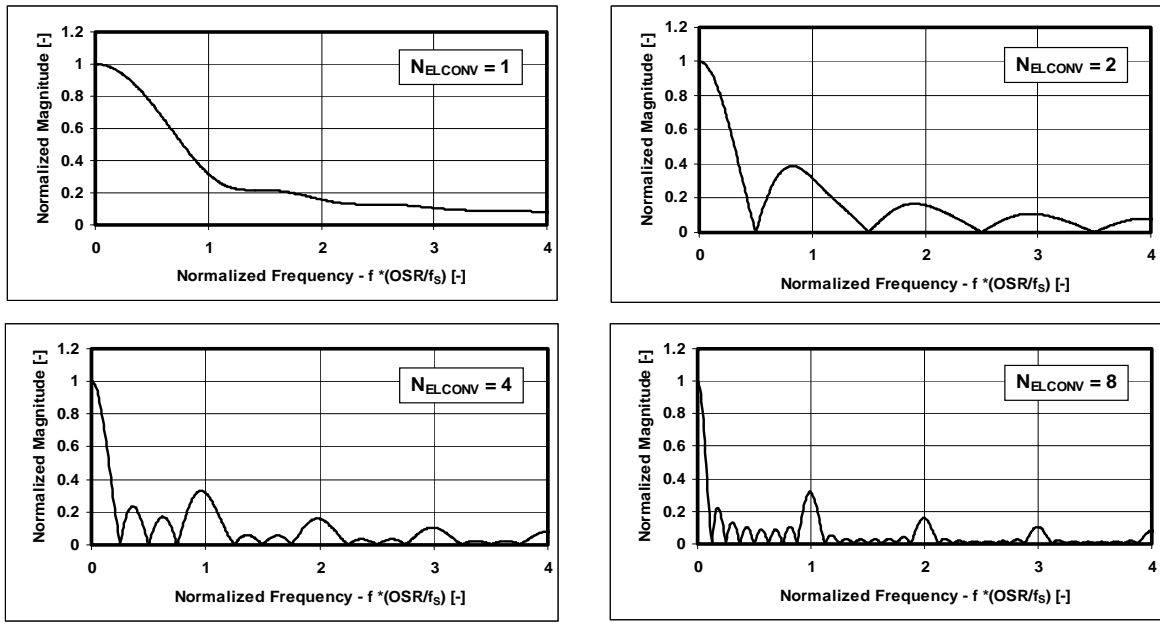 1.2
1
0.8
0.6
0.4
0.2
0
0 1 2 3 4
Normalized Magnitude [-]
Normalized Frequency - f *(OSR/fS) [-]
NELCONV = 1
1.2
1
0.8
0.6
0.4
0.2
0
0 1 2 3 4
Normalized Magnitude [-]
Normalized Frequency - f *(OSR/fS) [-]
NELCONV = 2
1.2
1
0.8
0.6
0.4
0.2
0
0 1 2 3 4
Normalized Magnitude [-]
Normalized Frequency - f *(OSR/fS) [-]
NELCONV = 4
1.2
1
0.8
0.6
0.4
0.2
0
0 1 2 3 4
Normalized Magnitude [-]
Normalized Frequency - f *(OSR/fS) [-]
NELCONV = 8